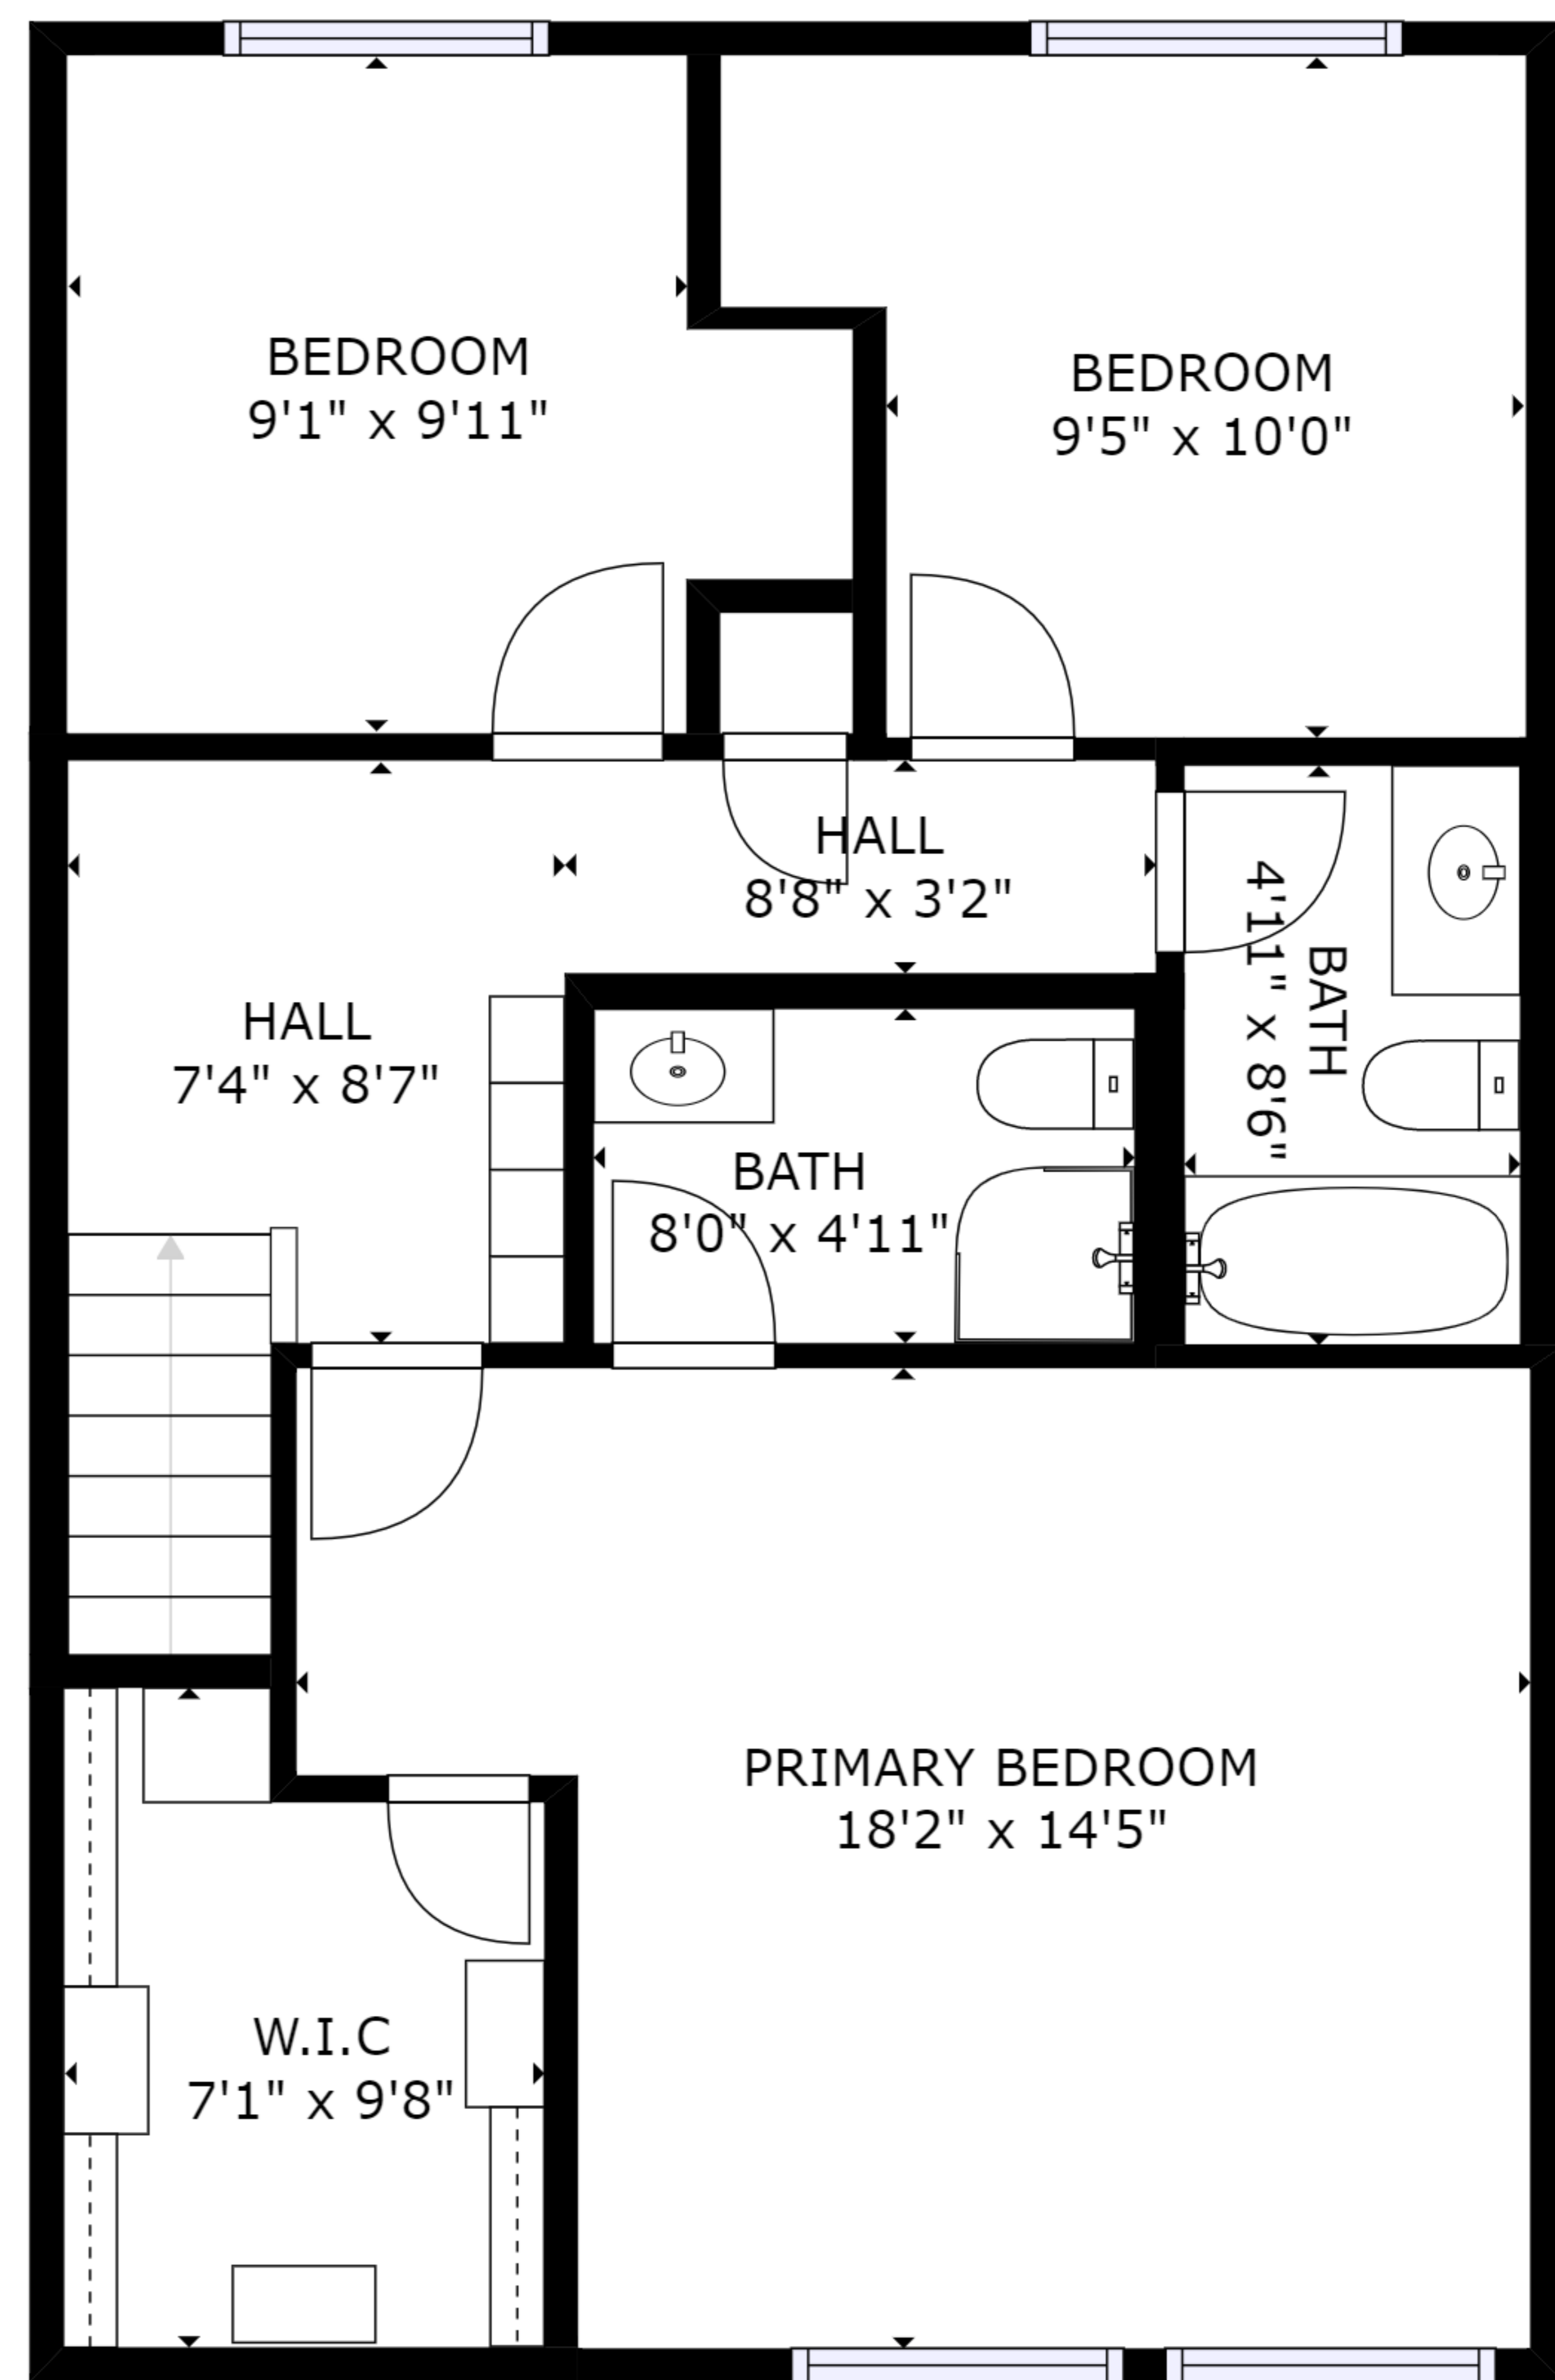 BEDROOM
9'1" x 9'11"
BEDROOM
9'5" x 10'0"
HALL
8'8" x 3'2"
HALL
7'4" x 8'7"
BATH
4'11" x 8'6"
BATH
8'0" x 4'11"
PRIMARY BEDROOM
18'2" x 14'5"
W.I.C
7'1" x 9'8"